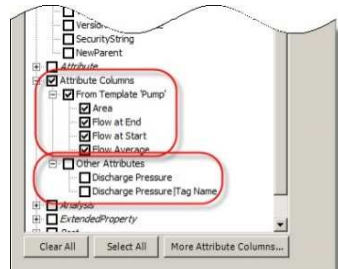 SecurityString
NewParent
Attribute
Attribute Columns
From Template 'Pump'
Area
Flow at End
Flow at Start
Flow Average
Other Attributes
Discharge Pressure
Discharge Pressure|Tag Name
Analysis
ExtendedProperty
Clear All
Select All
More Attribute Columns...